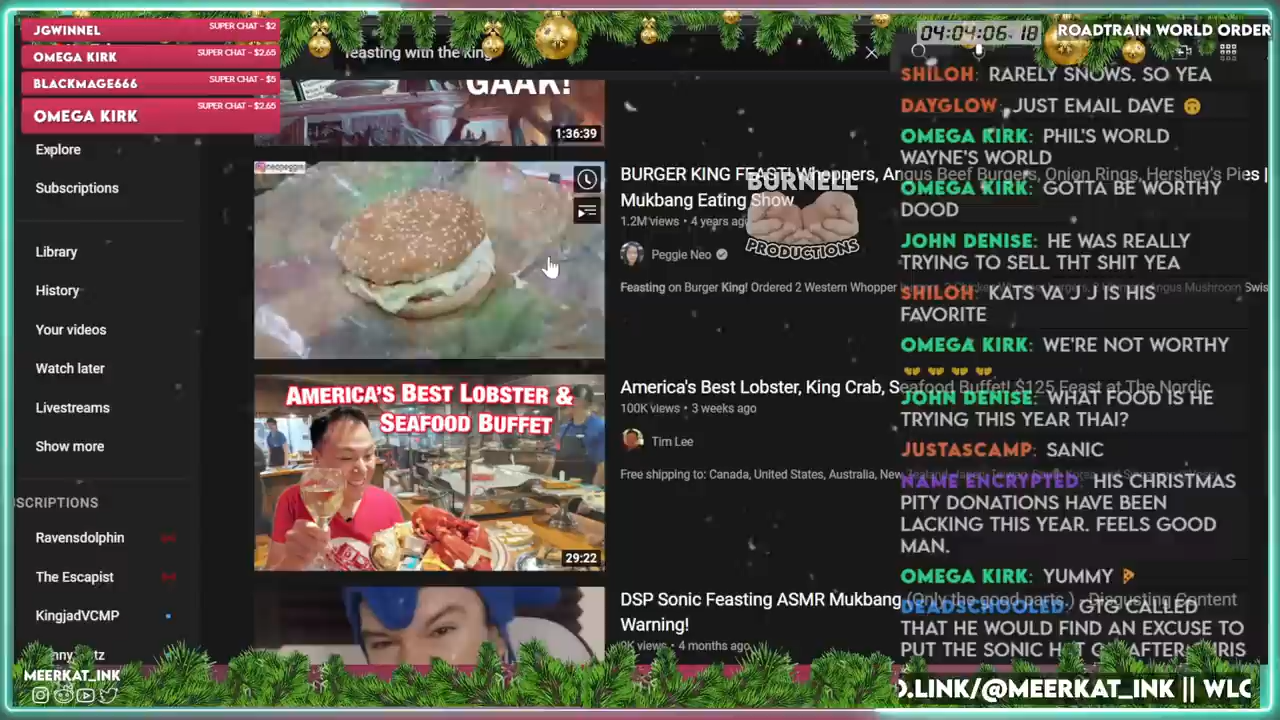 JGWINNEL SUPER CHAT - $2
OMEGA KIRK SUPER CHAT - $2.65
BLACKMAGE666 SUPER CHAT - $5
OMEGA KIRK SUPER CHAT - $2.65
feasting with the king
04:04:06.18
ROADTRAIN WORLD ORDER
Explore
Subscriptions
Library
History
Your videos
Watch later
Livestreams
Show more
SCRIPTIONS
Ravensdolphin
The Escapist
KingjadVCMP
MEERKAT_INK
GAAK!
1:36:39
BURGER KING FEAST! Whoppers, Angus Beef Burgers, Onion Rings, Hershey's Pies |
Mukbang Eating Show
1.2M views • 4 years ago
Peggie Neo
Feasting on Burger King! Ordered 2 Western Whopper
BURNELL
PRODUCTIONS
AMERICA'S BEST LOBSTER &
SEAFOOD BUFFET
29:22
America's Best Lobster, King Crab, Seafood Buffet! $125 Feast at The Nordic
100K views • 3 weeks ago
Tim Lee
Free shipping to: Canada, United States, Australia, New
DSP Sonic Feasting ASMR Mukbang (Only the good parts.) - Disgusting Content
Warning!
views • 4 months ago
SHILOH: RARELY SNOWS. SO YEA
DAYGLOW: JUST EMAIL DAVE
OMEGA KIRK: PHIL'S WORLD
WAYNE'S WORLD
OMEGA KIRK: GOTTA BE WORTHY
DOOD
JOHN DENISE: HE WAS REALLY
TRYING TO SELL THT SHIT YEA
SHILOH: KATS VA J J IS HIS
FAVORITE
OMEGA KIRK: WE'RE NOT WORTHY
JOHN DENISE: WHAT FOOD IS HE
TRYING THIS YEAR THAI?
JUSTASCAMP: SANIC
NAME ENCRYPTED: HIS CHRISTMAS
PITY DONATIONS HAVE BEEN
LACKING THIS YEAR. FEELS GOOD
MAN.
OMEGA KIRK: YUMMY
DEADSCHOOLED: GTG CALLED
THAT HE WOULD FIND AN EXCUSE TO
PUT THE SONIC HAT AFTER
.LINK/@MEERKAT_INK || WLC